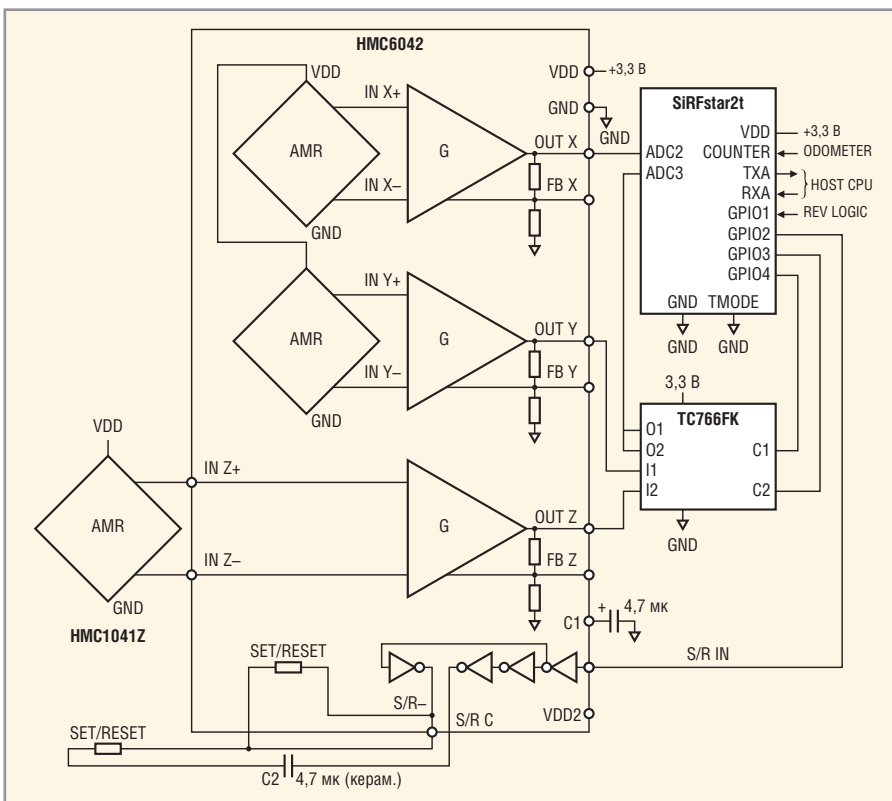 HMC6042
VDD
VDD
+3,3 В
IN X+
GND
GND
SiRFstar2t
AMR
G
OUT X
VDD
+3,3 В
ADC2
COUNTER
ODOMETER
ADC3
TXA
HOST CPU
FB X
RXA
IN X–
GPIO1
REV LOGIC
GND
GPIO2
GPIO3
GPIO4
IN Y+
AMR
G
OUT Y
GND
TMODE
GND
GND
FB Y
IN Y–
3,3 В
GND
TC766FK
VDD
O1
C1
O2
IN Z+
I1
I2
C2
AMR
G
OUT Z
GND
FB Z
IN Z–
GND
C1
+
4,7 мк
HMC1041Z
SET/RESET
S/R IN
S/R–
S/R C
VDD2
SET/RESET
C2
4,7 мк (керам.)